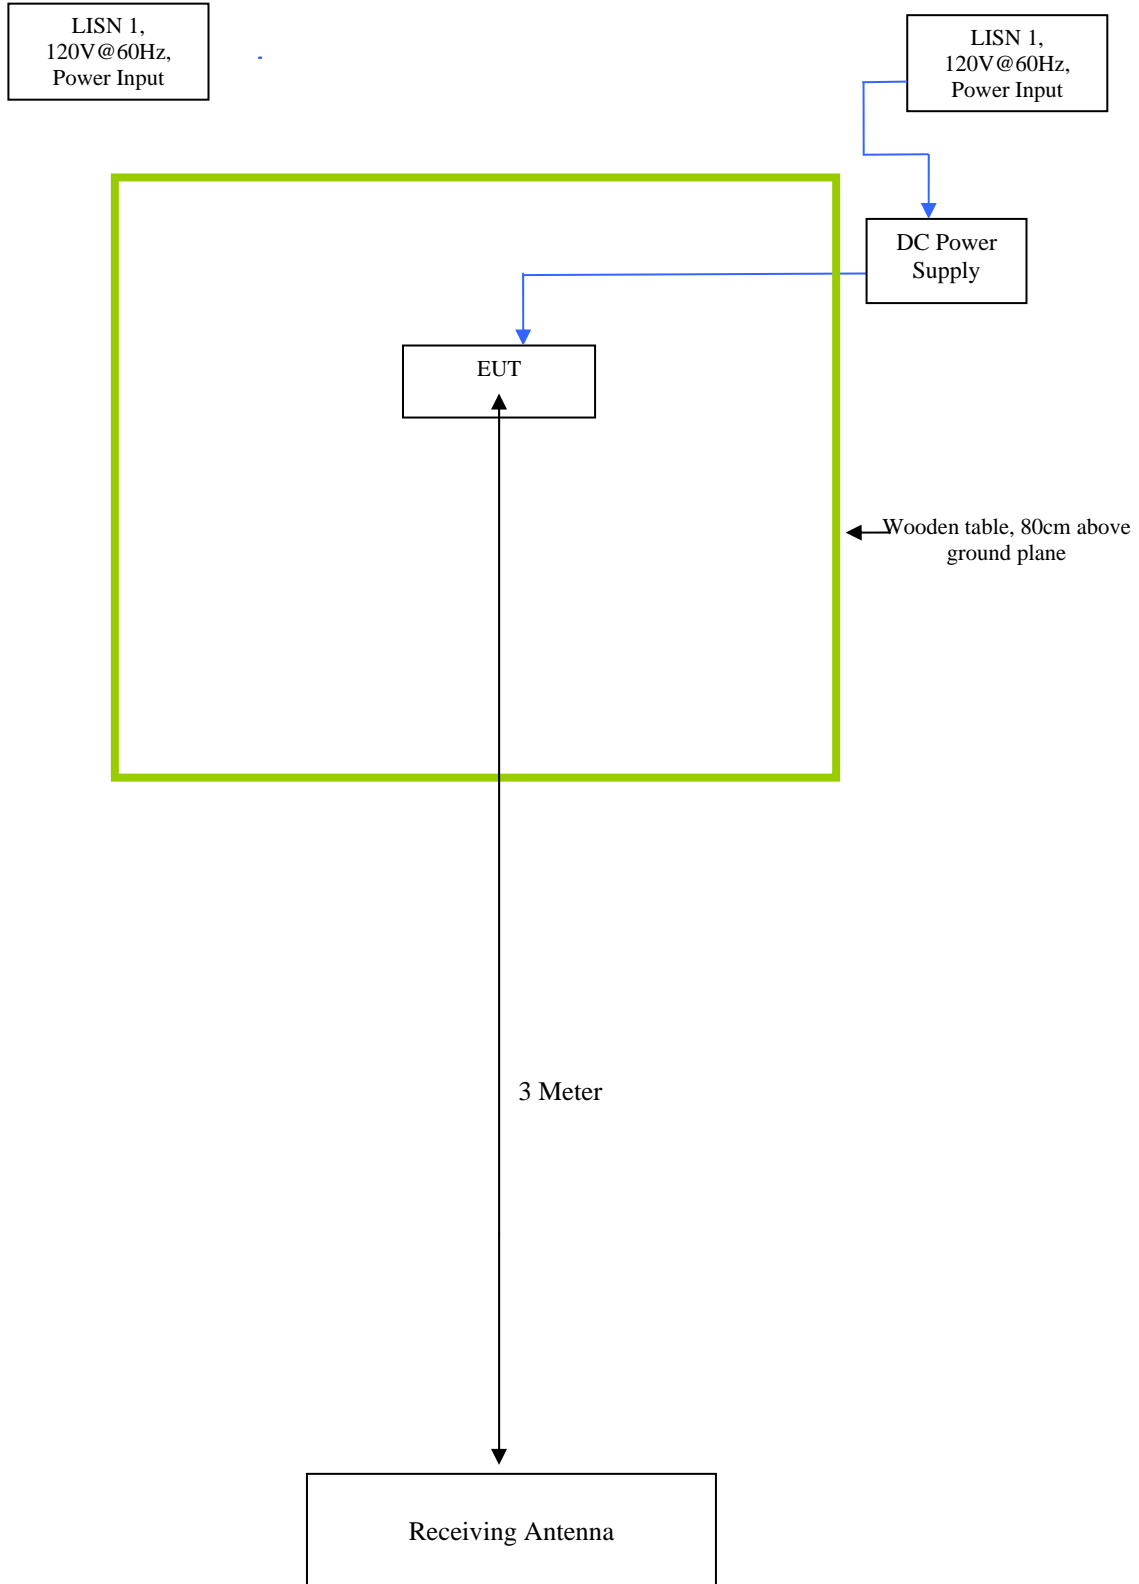 LISN 1,
120V@60Hz,
Power Input
LISN 1,
120V@60Hz,
Power Input
DC Power
Supply
EUT
Wooden table, 80cm above
ground plane
3 Meter
Receiving Antenna